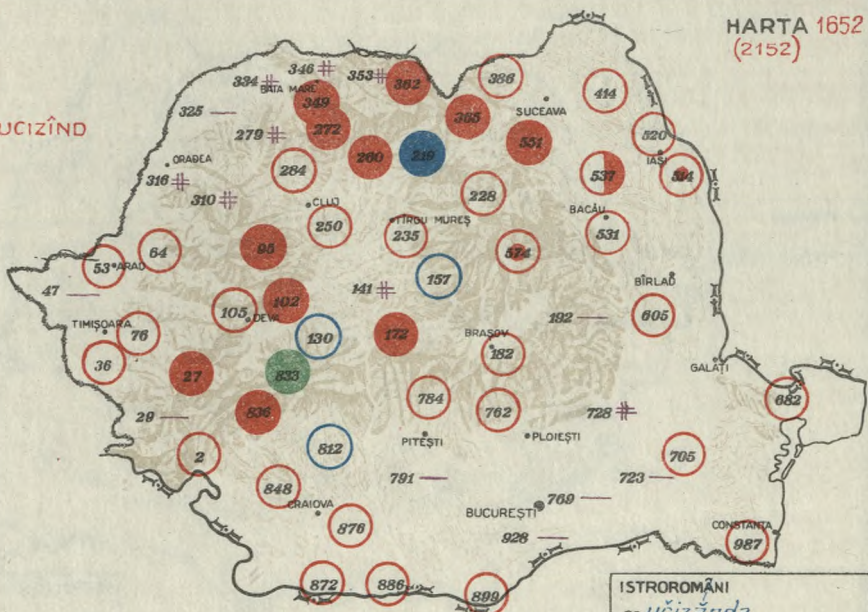 HARTA 1652
(2152)
UCIZÎND
334 346 353 362 386
BAIA MARE
349 414
325 385 SUCEAVA
279 272 551 520
ORADEA 260 219 IAȘI
316 284 537 514
310 228
CLUJ BACĂU
250 TÎRGU MUREȘ
235 531
64 95 574
53 ARAD
157 BÎRLAD
47 141
102
105 DEVA 192 605
TIMIȘOARA 130 172
76 BRAȘOV
182
36 833 GALAȚI
27
784 682
836 762 728
29
PITEȘTI PLOIEȘTI
812
2 705
791 723
848 769
CRAIOVA BUCUREȘTI
876 928 CONSTANȚA
987
872 886 899
ISTROROMÂNI